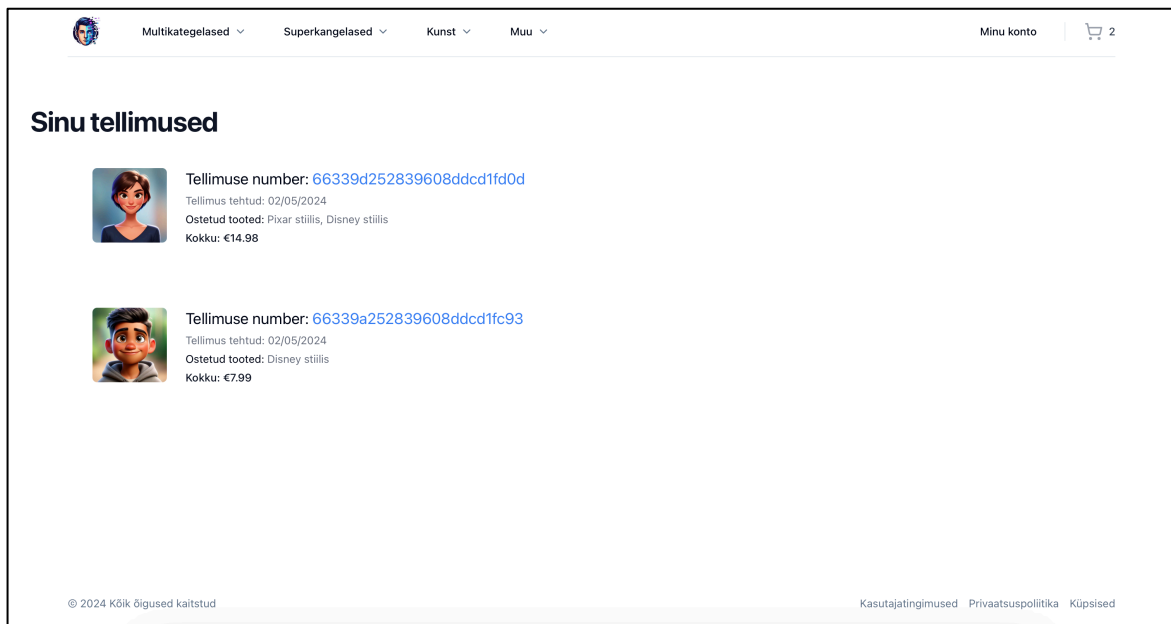 Multikategelased Superkangelased Kunst Muu Minu konto 2
Sinu tellimused
Tellimuse number: 66339d252839608ddcd1fd0d
Tellimus tehtud: 02/05/2024
Ostetud tooted: Pixar stiilis, Disney stiilis
Kokku: €14.98
Tellimuse number: 66339a252839608ddcd1fc93
Tellimus tehtud: 02/05/2024
Ostetud tooted: Disney stiilis
Kokku: €7.99
© 2024 Kõik õigused kaitstud Kasutajatingimused Privaatsuspoliitika Küpsised